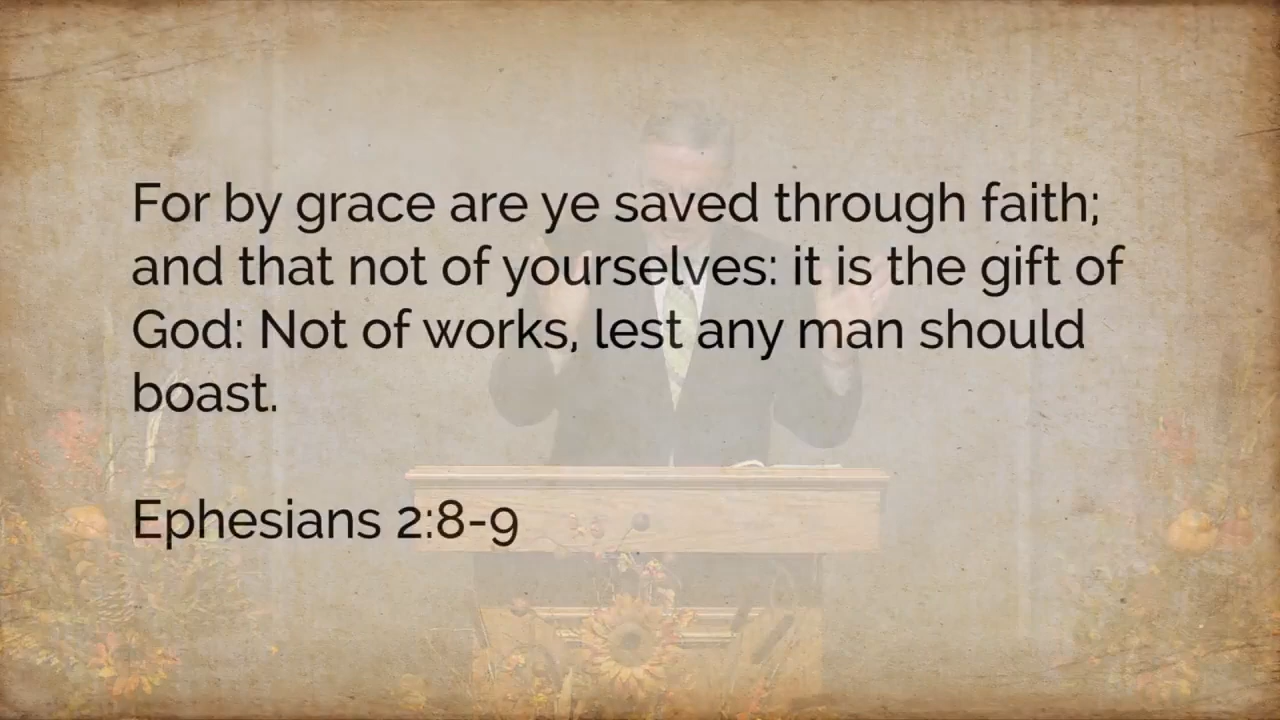 For by grace are ye saved through faith;
and that not of yourselves: it is the gift of
God: Not of works, lest any man should
boast.
Ephesians 2:8-9